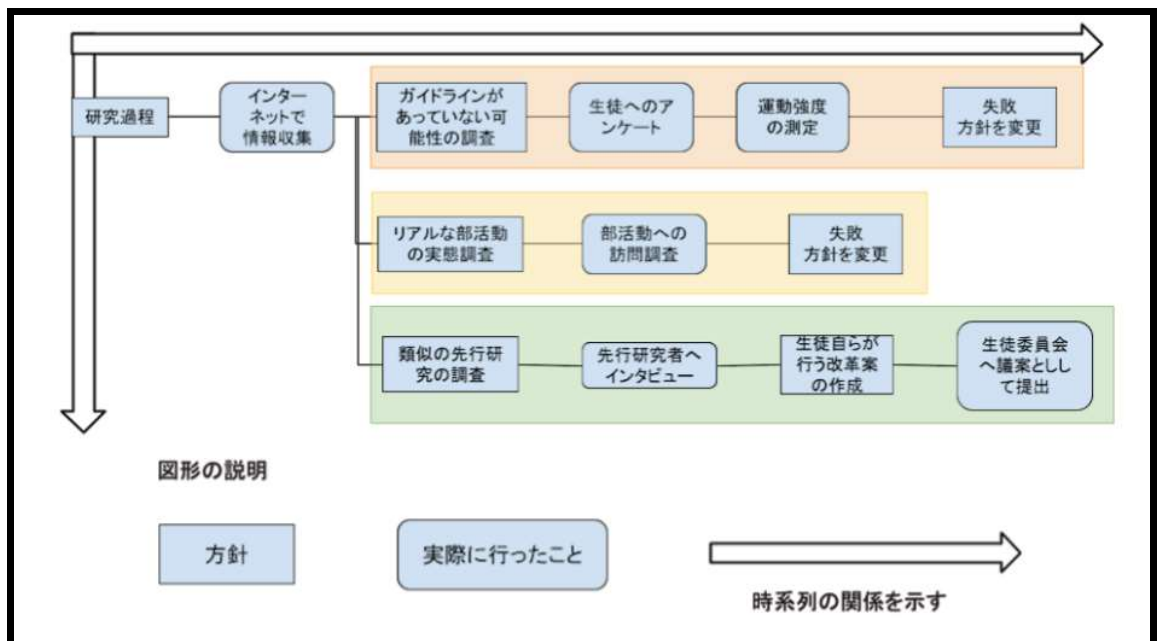 研究過程
インター
ネットで
情報収集
ガイドラインが
あっていない可
能性の調査
生徒へのア
ンケート
運動強度
の測定
失敗
方針を変更
リアルな部活動
の実態調査
部活動への
訪問調査
失敗
方針を変更
類似の先行研
究の調査
先行研究者へ
インタビュー
生徒自らが
行う改革案
の作成
生徒委員会
へ議案としし
て提出
図形の説明
方針
実際に行ったこと
時系列の関係を示す